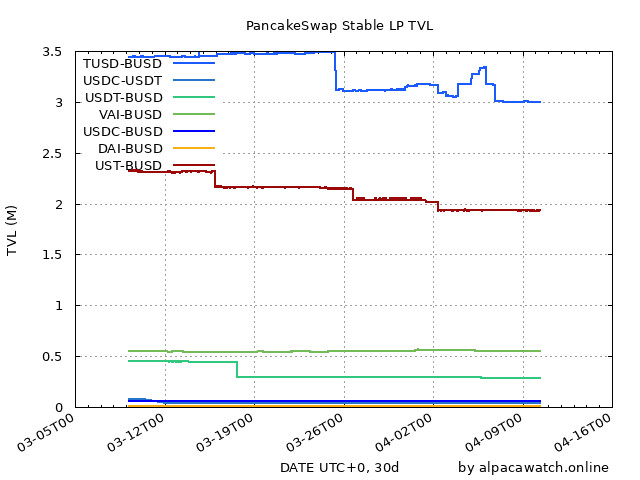 PancakeSwap Stable LP TVL
3.5
3
2.5
2
1.5
1
0.5
0
TVL (M)
TUSD-BUSD
USDC-USDT
USDT-BUSD
VAI-BUSD
USDC-BUSD
DAI-BUSD
UST-BUSD
03-05T00
03-12T00
03-19T00
03-26T00
04-02T00
04-09T00
04-16T00
DATE UTC+0, 30d
by alpacawatch.online